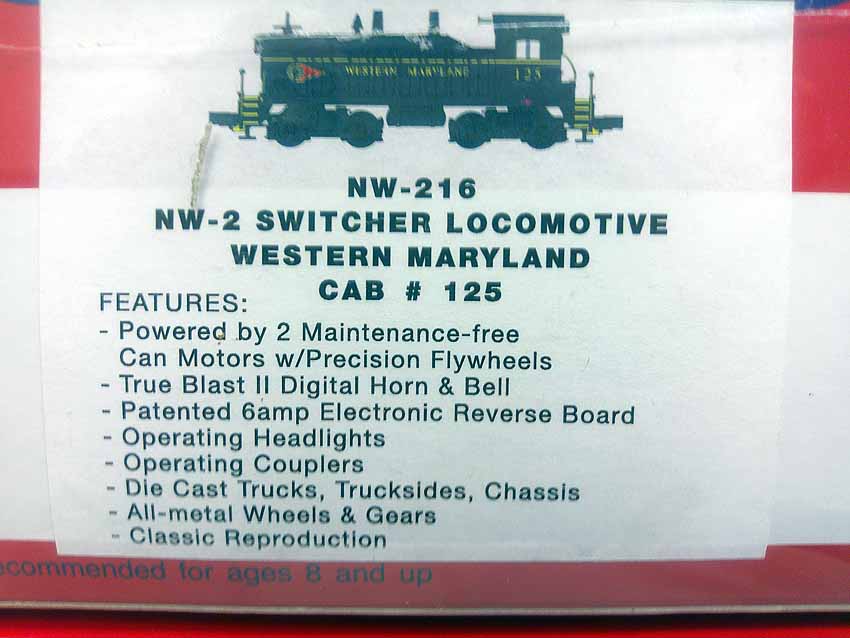 WESTERN MARYLAND 125
NW-216
NW-2 SWITCHER LOCOMOTIVE
WESTERN MARYLAND
CAB # 125
FEATURES:
- Powered by 2 Maintenance-free
Can Motors w/Precision Flywheels
- True Blast II Digital Horn & Bell
- Patented 6amp Electronic Reverse Board
- Operating Headlights
- Operating Couplers
- Die Cast Trucks, Trucksides, Chassis
- All-metal Wheels & Gears
- Classic Reproduction
ecommended for ages 8 and up